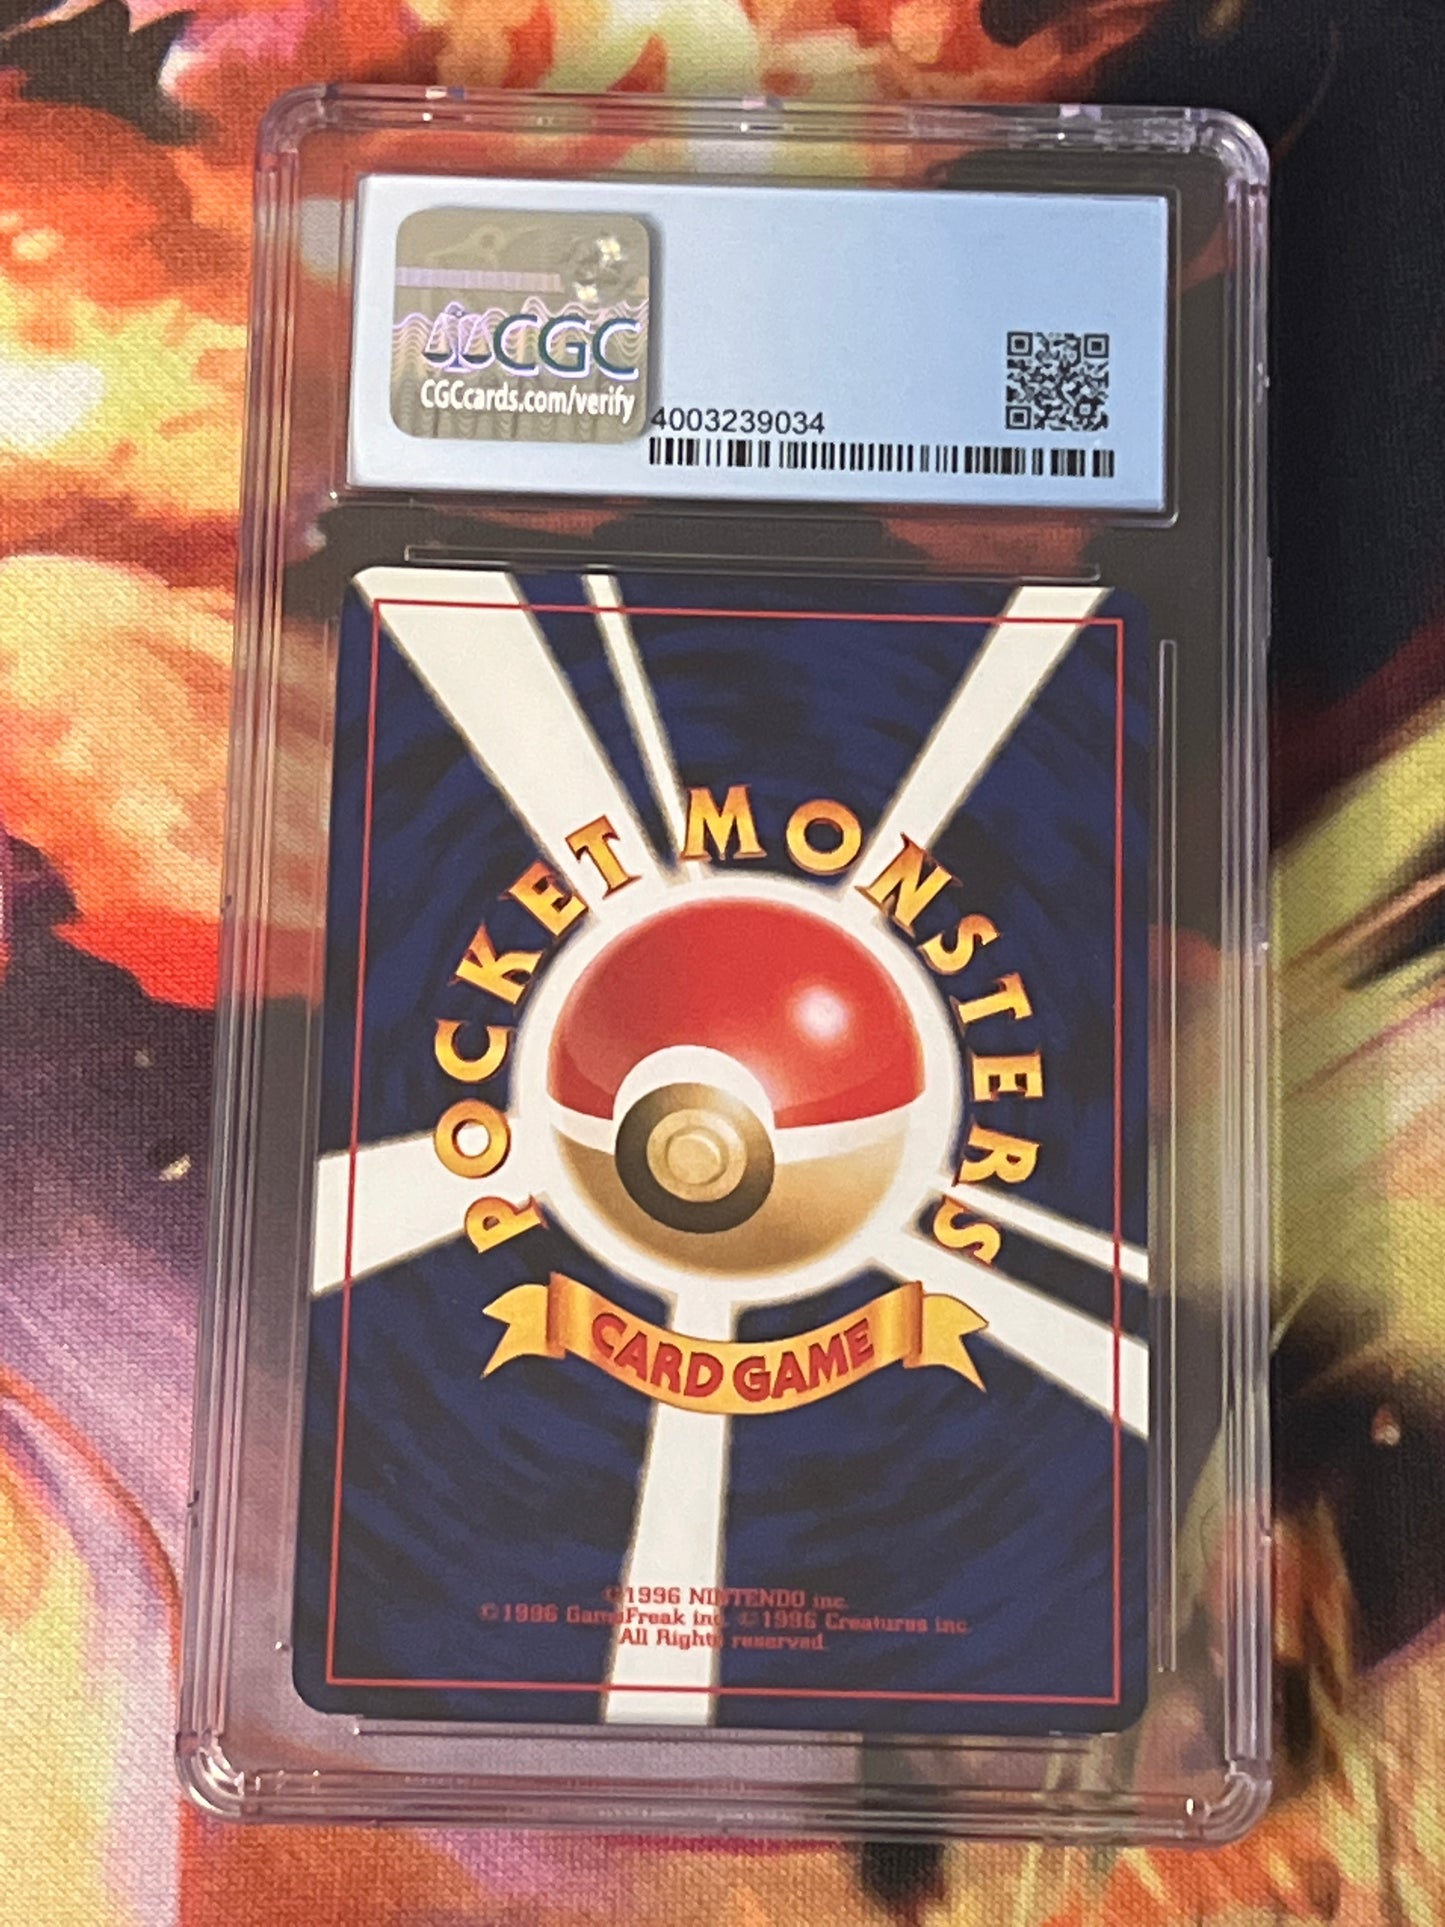 CGC
CGCcards.com/verify
4003239034
POCKET MONSTERS
CARD GAME
©1996 NINTENDO inc.
©1996 GameFreak inc. ©1996 Creatures inc.
All Rights reserved.